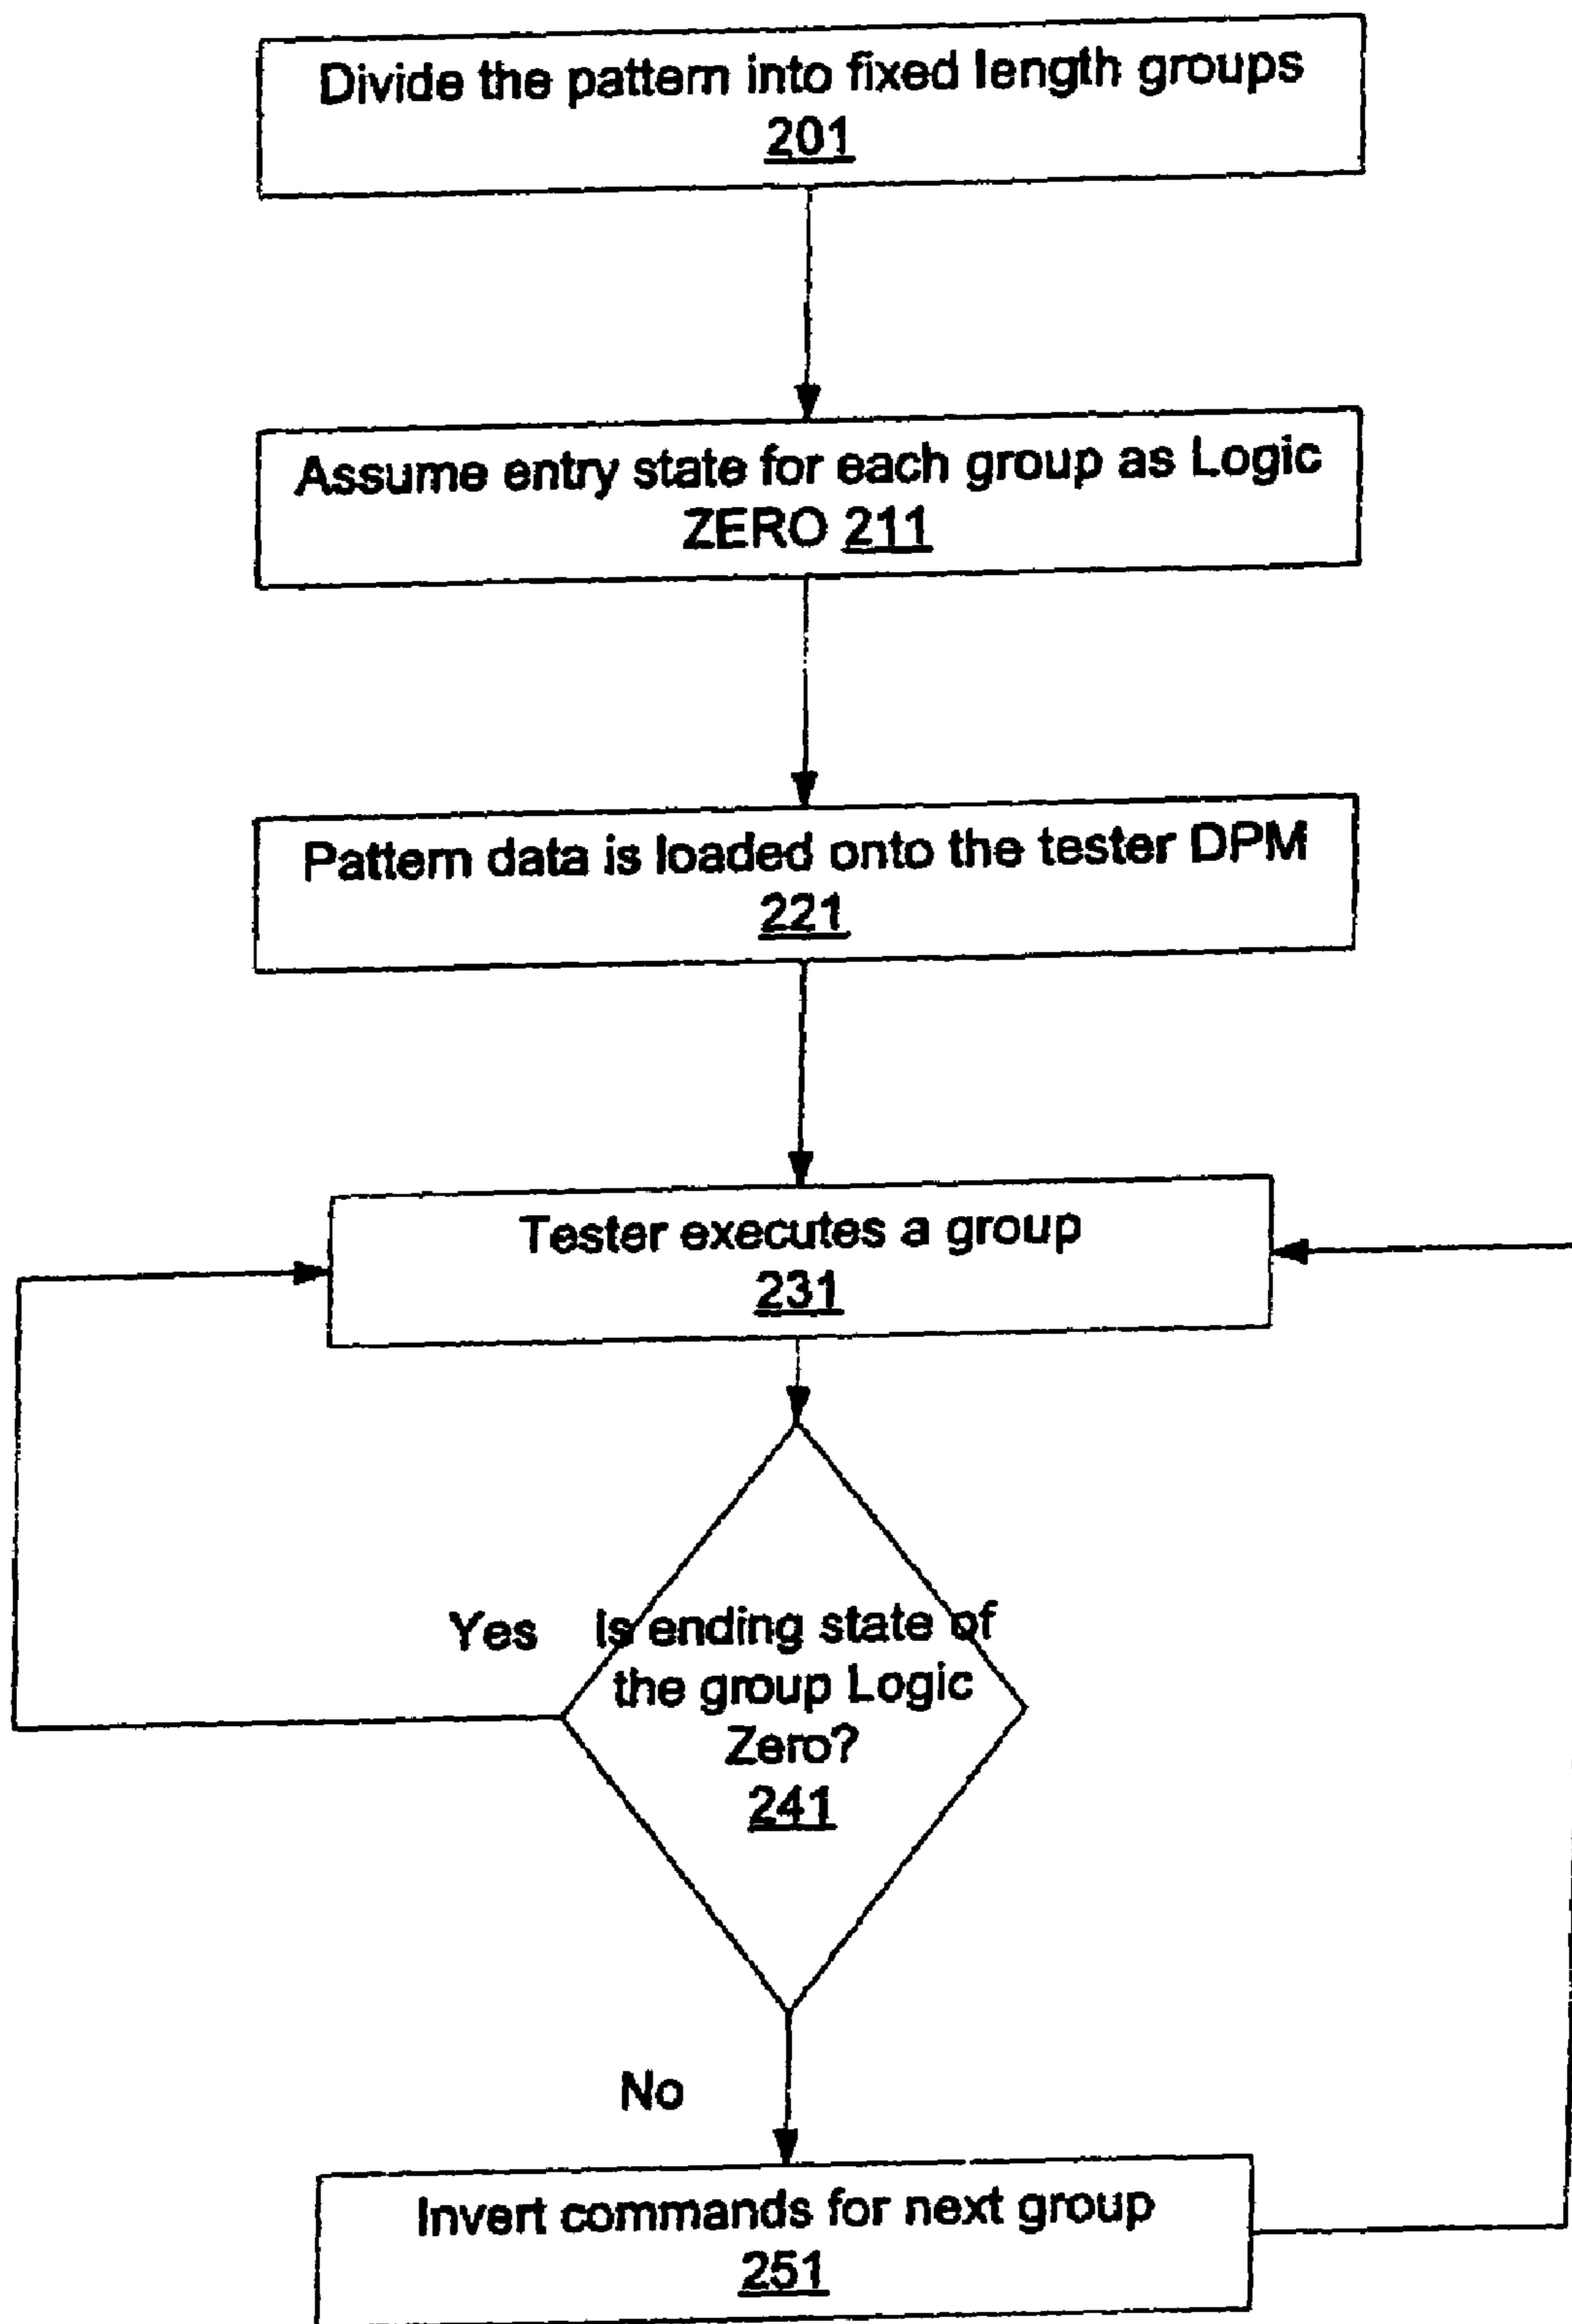 Divide the pattern into fixed length groups
201
Assume entry state for each group as Logic
ZERO 211
Pattern data is loaded onto the tester DPM
221
Tester executes a group
231
Yes
Is ending state of
the group Logic
Zero?
241
No
Invert commands for next group
251